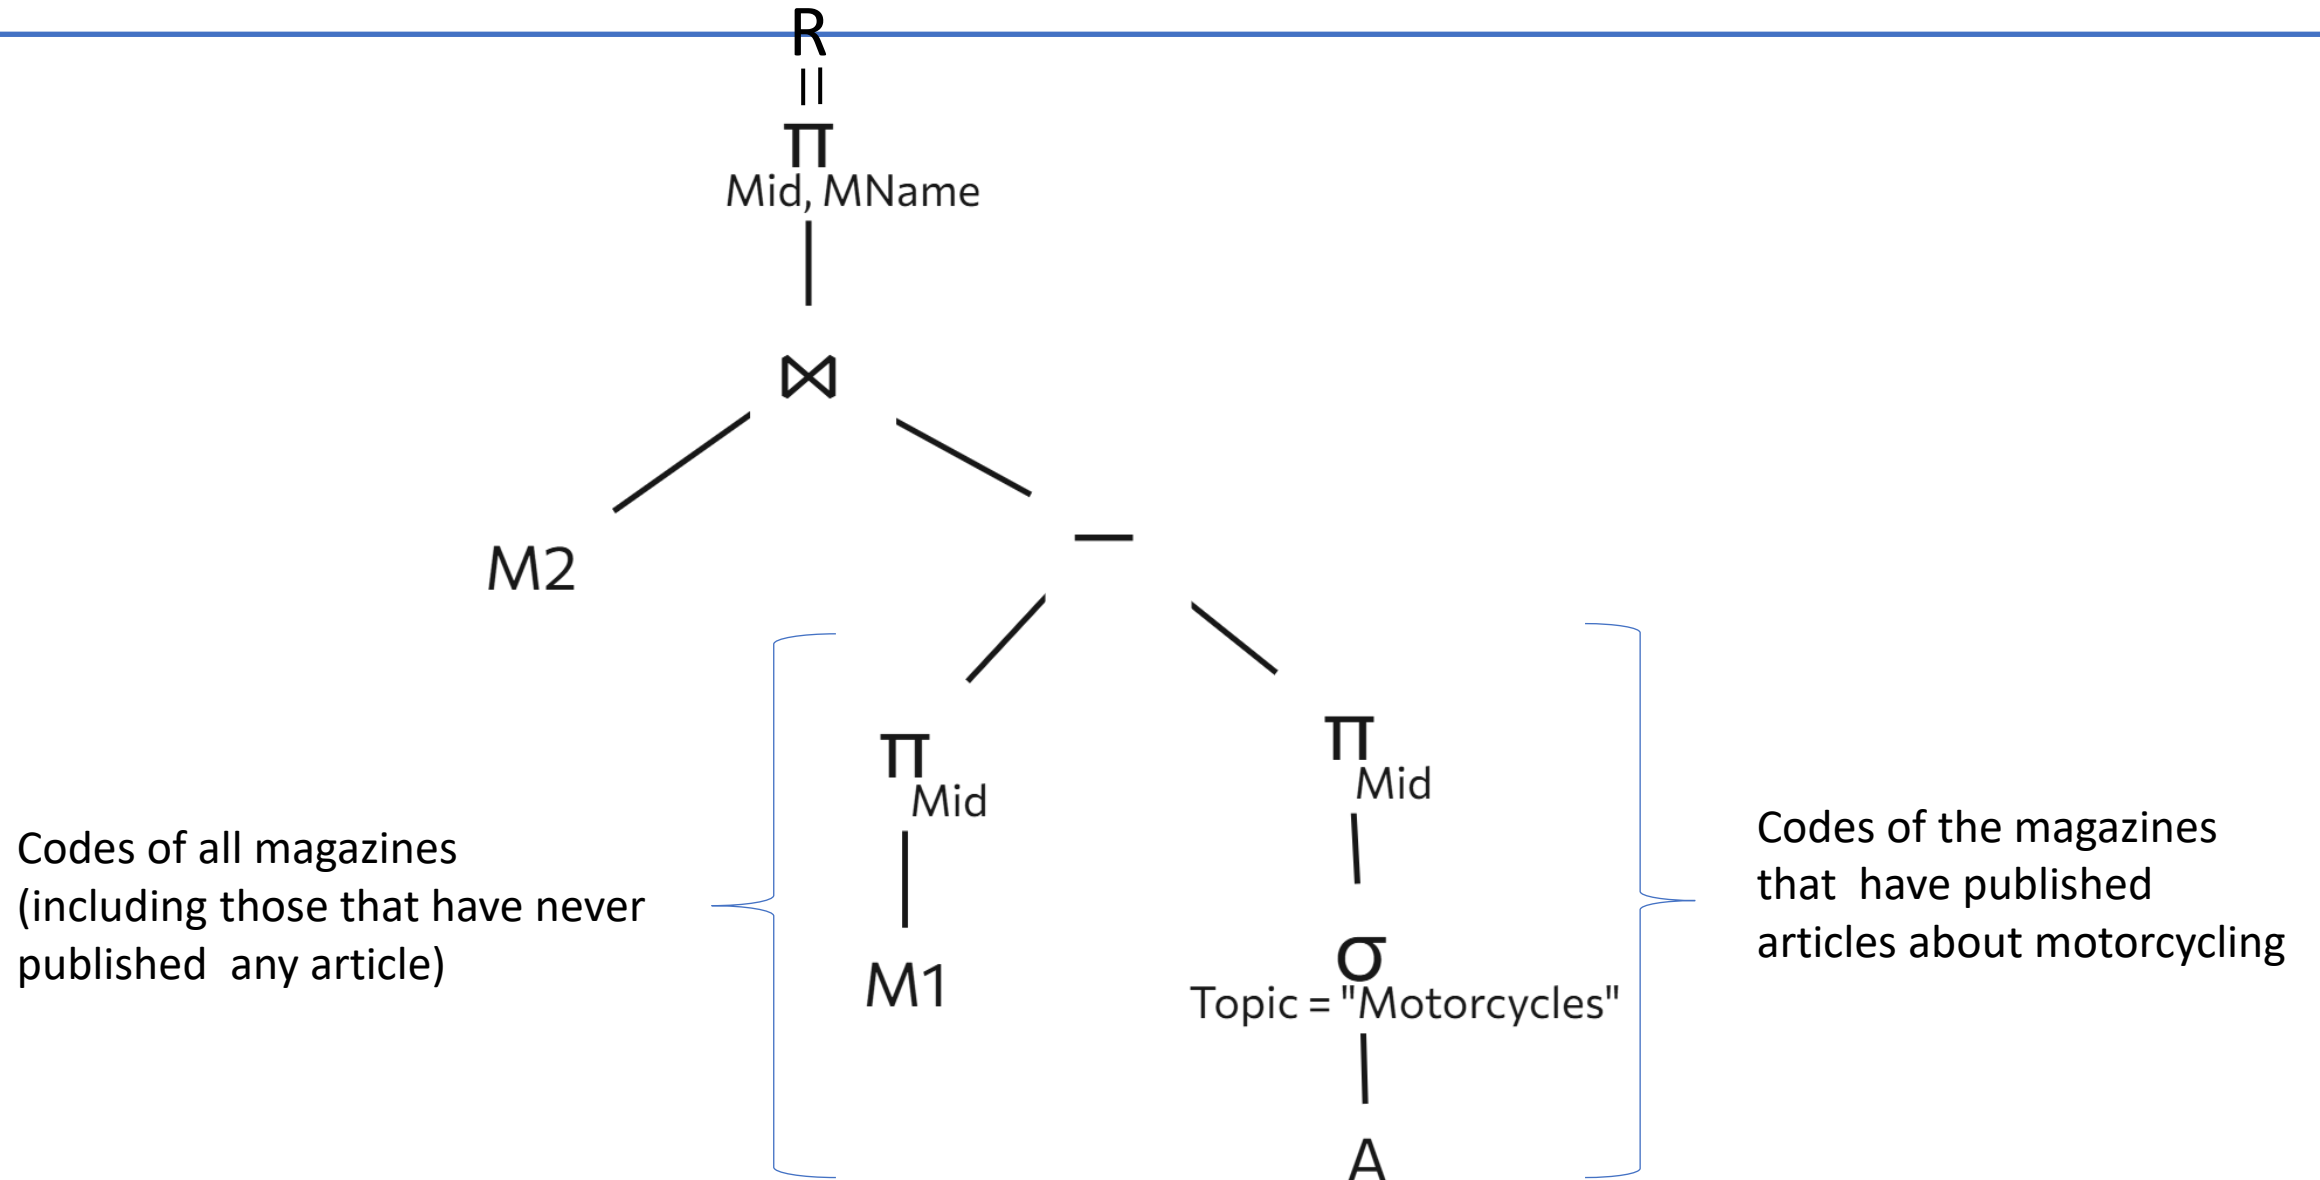 R
=
π
Mid, MName
⋈
M2
—
π
Mid
M1
π
Mid
σ
Topic = "Motorcycles"
A
Codes of all magazines
(including those that have never
published any article)
Codes of the magazines
that have published
articles about motorcycling